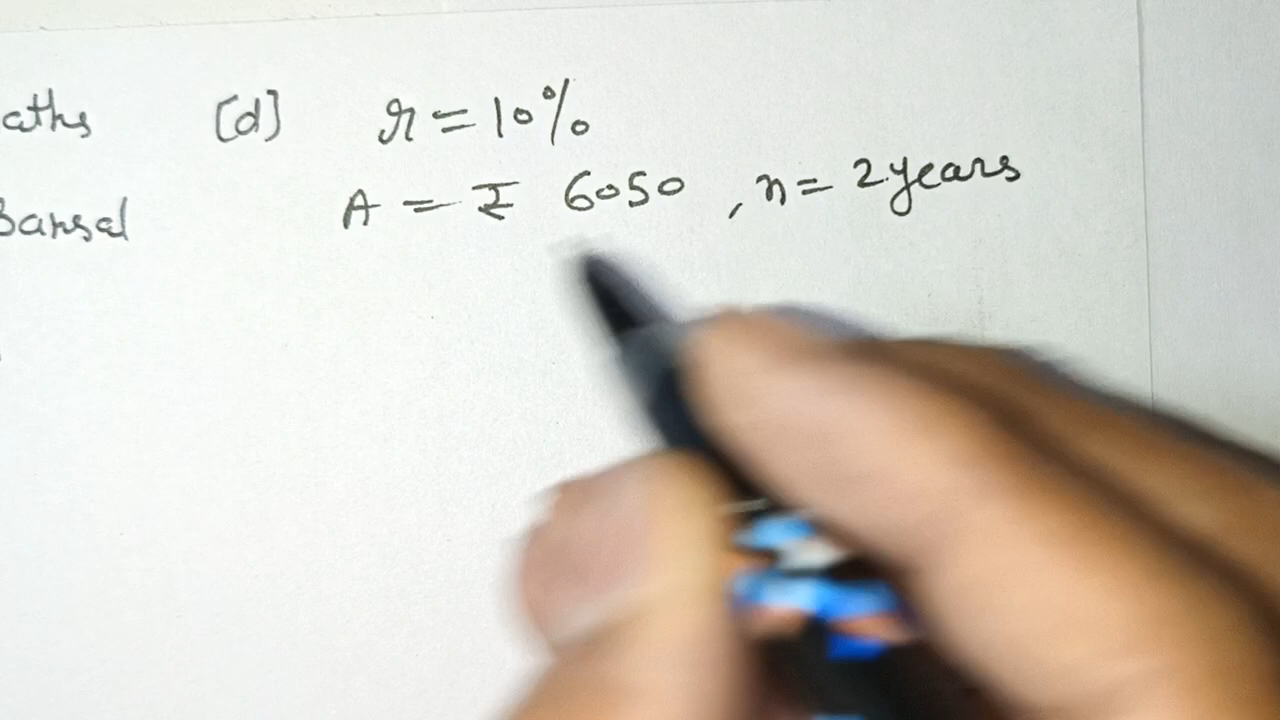 aths [d] r = 10%
Bansal A = ₹ 6050 , n = 2 years